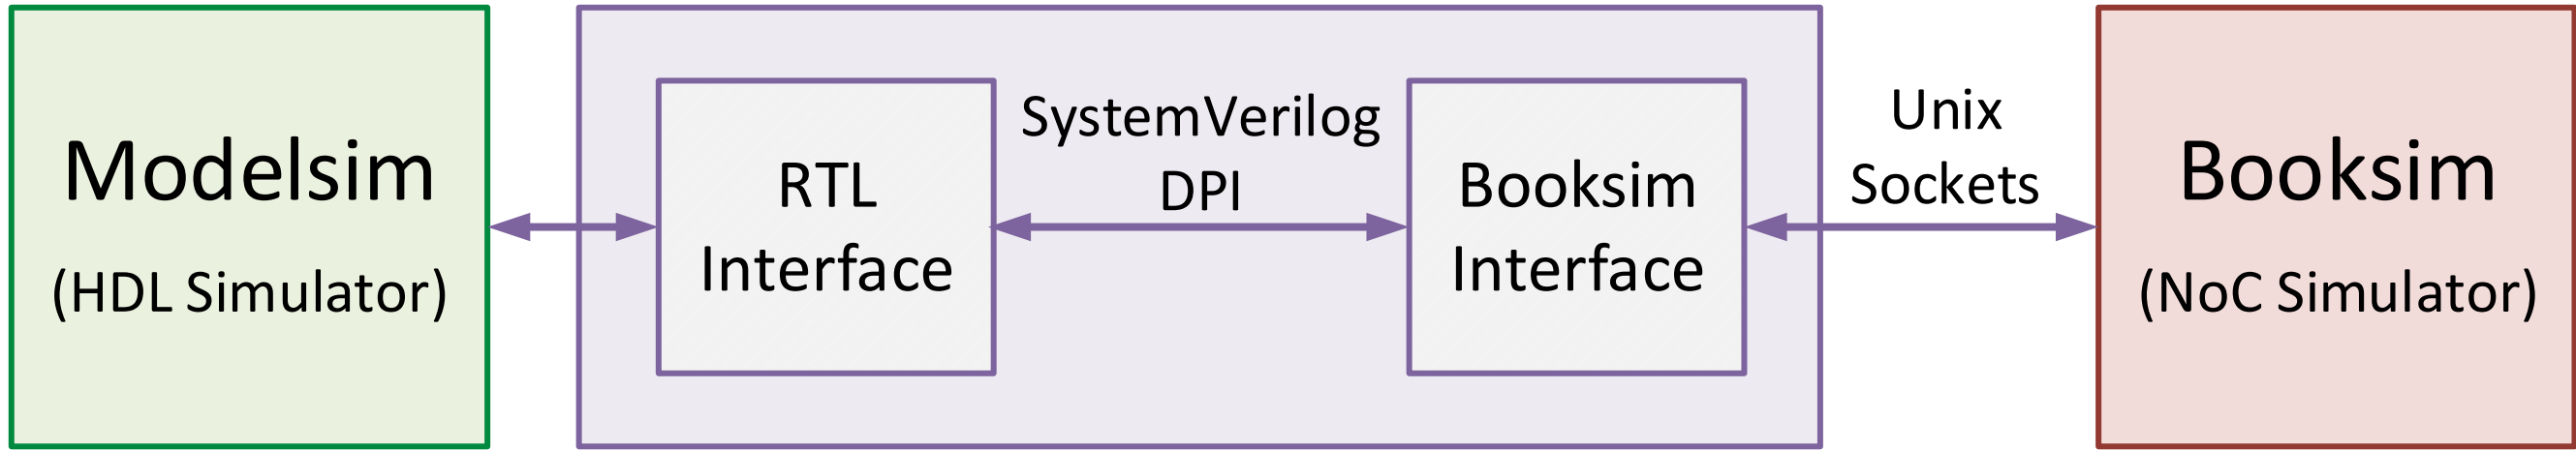 Modelsim
(HDL Simulator)
RTL
Interface
SystemVerilog
DPI
Booksim
Interface
Unix
Sockets
Booksim
(NoC Simulator)